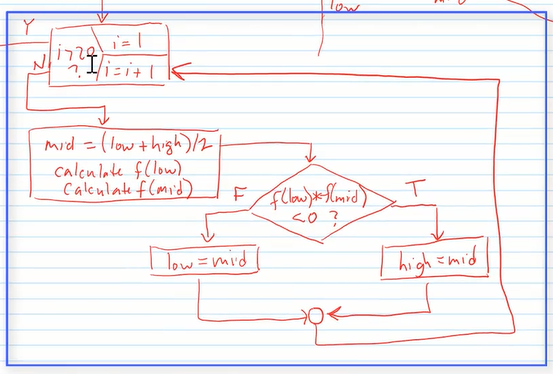 low
Y
i>20
?
i=1
i=i+1
N
mid = (low+high)/2
calculate f(low)
Calculate f(mid)
f(low)*f(mid)
<0 ?
F
T
low=mid
high=mid